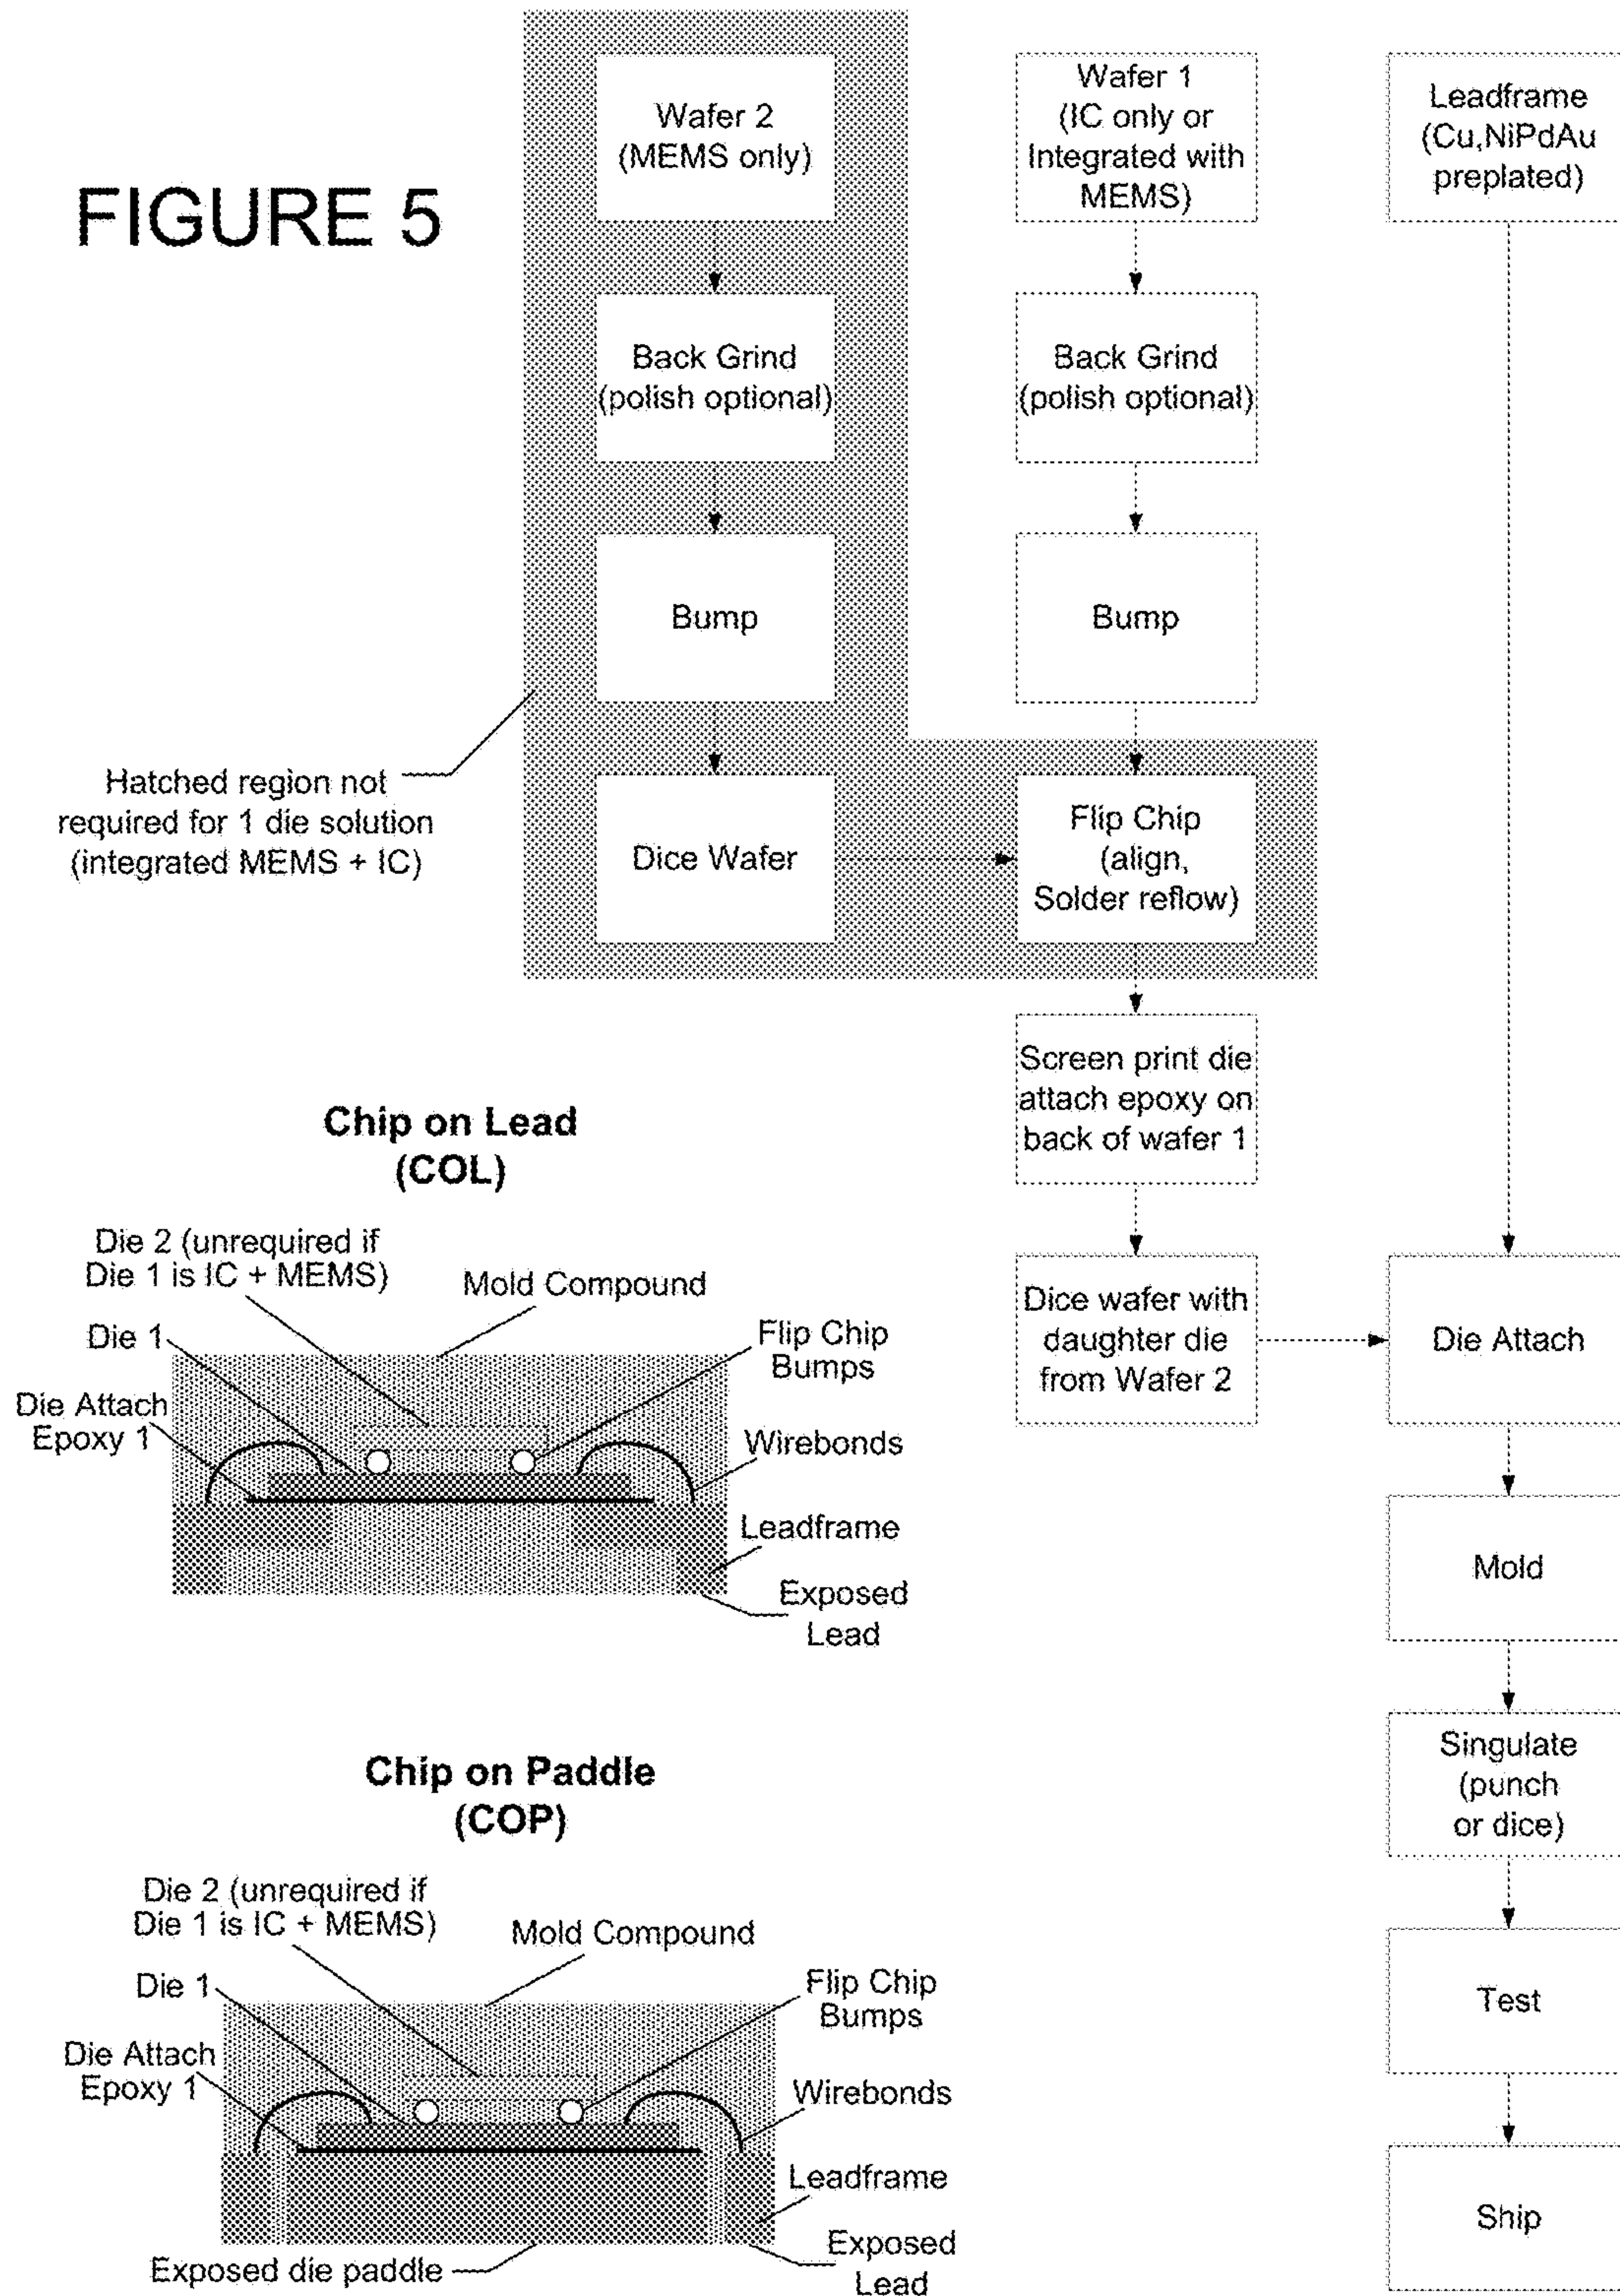 FIGURE 5
Wafer 2
(MEMS only)
Back Grind
(polish optional)
Bump
Dice Wafer
Hatched region not
required for 1 die solution
(integrated MEMS + IC)
Wafer 1
(IC only or
Integrated with
MEMS)
Back Grind
(polish optional)
Bump
Flip Chip
(align,
Solder reflow)
Screen print die
attach epoxy on
back of wafer 1
Dice wafer with
daughter die
from Wafer 2
Leadframe
(Cu,NiPdAu
preplated)
Die Attach
Mold
Singulate
(punch
or dice)
Test
Ship
Chip on Lead
(COL)
Die 2 (unrequired if
Die 1 is IC + MEMS)
Mold Compound
Die 1
Flip Chip
Bumps
Die Attach
Epoxy 1
Wirebonds
Leadframe
Exposed
Lead
Chip on Paddle
(COP)
Die 2 (unrequired if
Die 1 is IC + MEMS)
Mold Compound
Die 1
Flip Chip
Bumps
Die Attach
Epoxy 1
Wirebonds
Leadframe
Exposed
Lead
Exposed die paddle